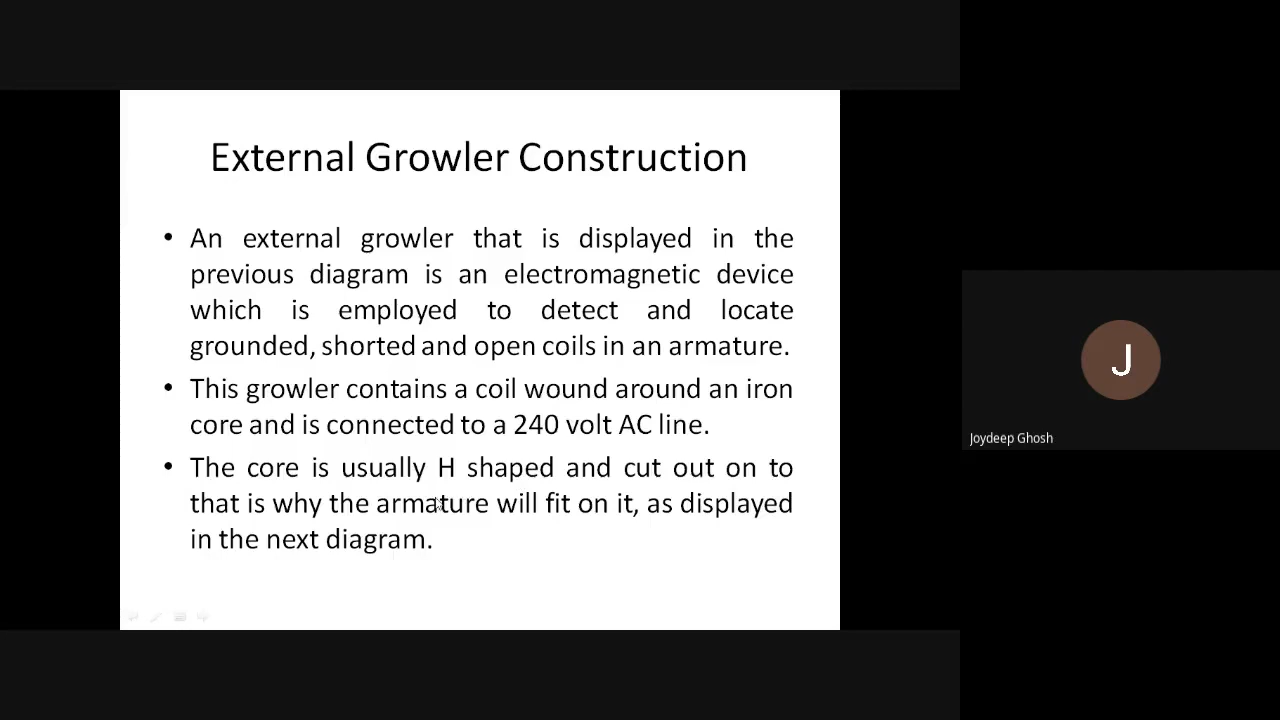 External Growler Construction
• An external growler that is displayed in the
previous diagram is an electromagnetic device
which is employed to detect and locate
grounded, shorted and open coils in an armature.
• This growler contains a coil wound around an iron
core and is connected to a 240 volt AC line.
• The core is usually H shaped and cut out on to
that is why the armature will fit on it, as displayed
in the next diagram.
J
Joydeep Ghosh